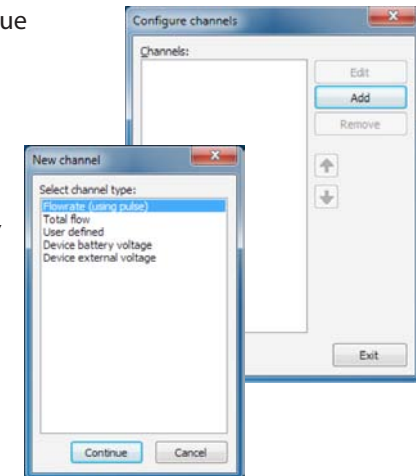 ue
Configure channels
Channels:
Edit
Add
Remove
Exit
New channel
Select channel type:
Flowrate (using pulse)
Total flow
User defined
Device battery voltage
Device external voltage
Continue
Cancel